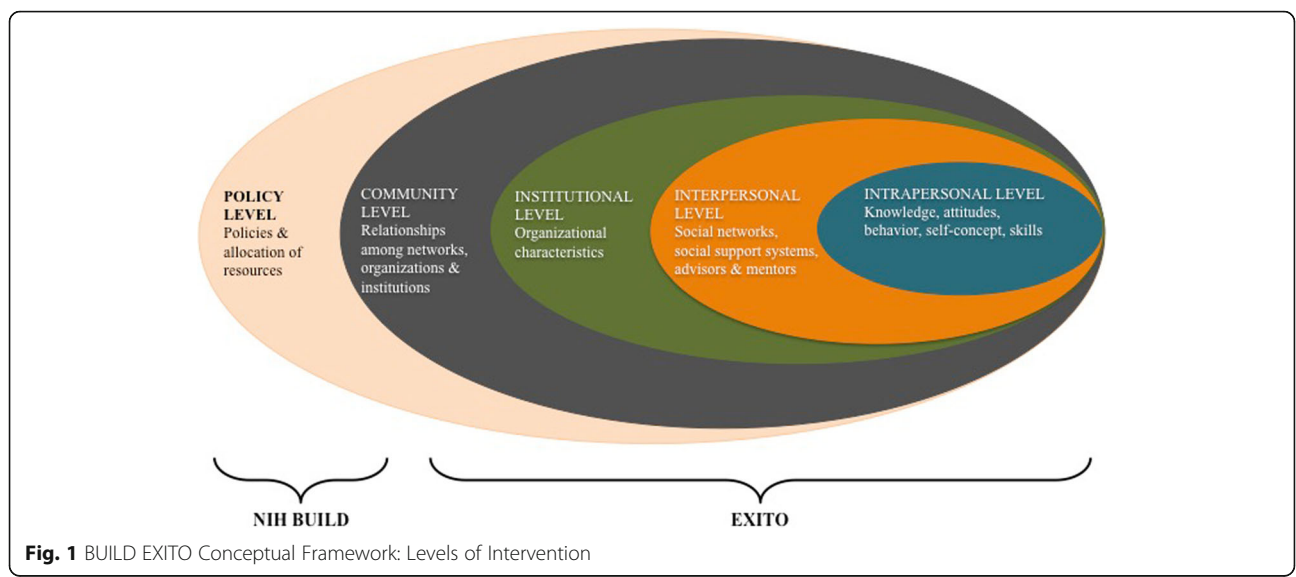 POLICY
LEVEL
Policies &
allocation of
resources
COMMUNITY
LEVEL
Relationships
among networks,
organizations &
institutions
INSTITUTIONAL
LEVEL
Organizational
characteristics
INTERPERSONAL
LEVEL
Social networks,
social support systems,
advisors & mentors
INTRAPERSONAL LEVEL
Knowledge, attitudes,
behavior, self-concept, skills
NIH BUILD
EXITO
Fig. 1 BUILD EXITO Conceptual Framework: Levels of Intervention